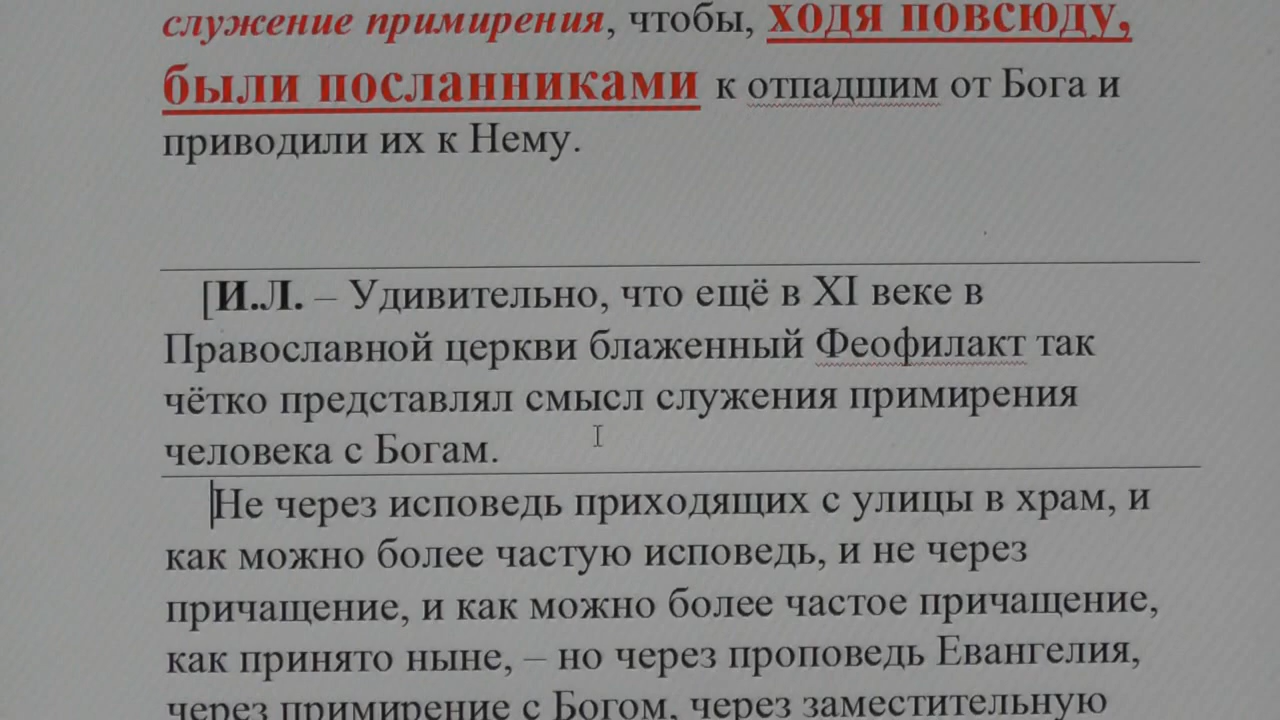 служение примирения, чтобы, ходя повсюду,
были посланниками к отпадшим от Бога и
приводили их к Нему.
[И.Л. – Удивительно, что ещё в XI веке в
Православной церкви блаженный Феофилакт так
чётко представлял смысл служения примирения
человека с Богам.
Не через исповедь приходящих с улицы в храм, и
как можно более частую исповедь, и не через
причащение, и как можно более частое причащение,
как принято ныне, – но через проповедь Евангелия,
через примирение с Богом, через заместительную